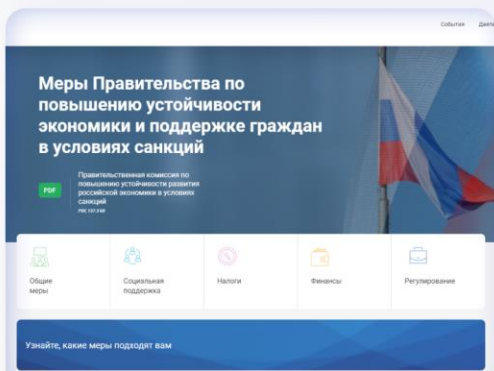 События
Меры Правительства по
повышению устойчивости
экономики и поддержке граждан
в условиях санкций
PDF
Правительственная комиссия по
повышению устойчивости развития
российской экономики в условиях
санкций
Общие
меры
Социальная
поддержка
Налоги
Финансы
Регулирование
Узнайте, какие меры подходят вам